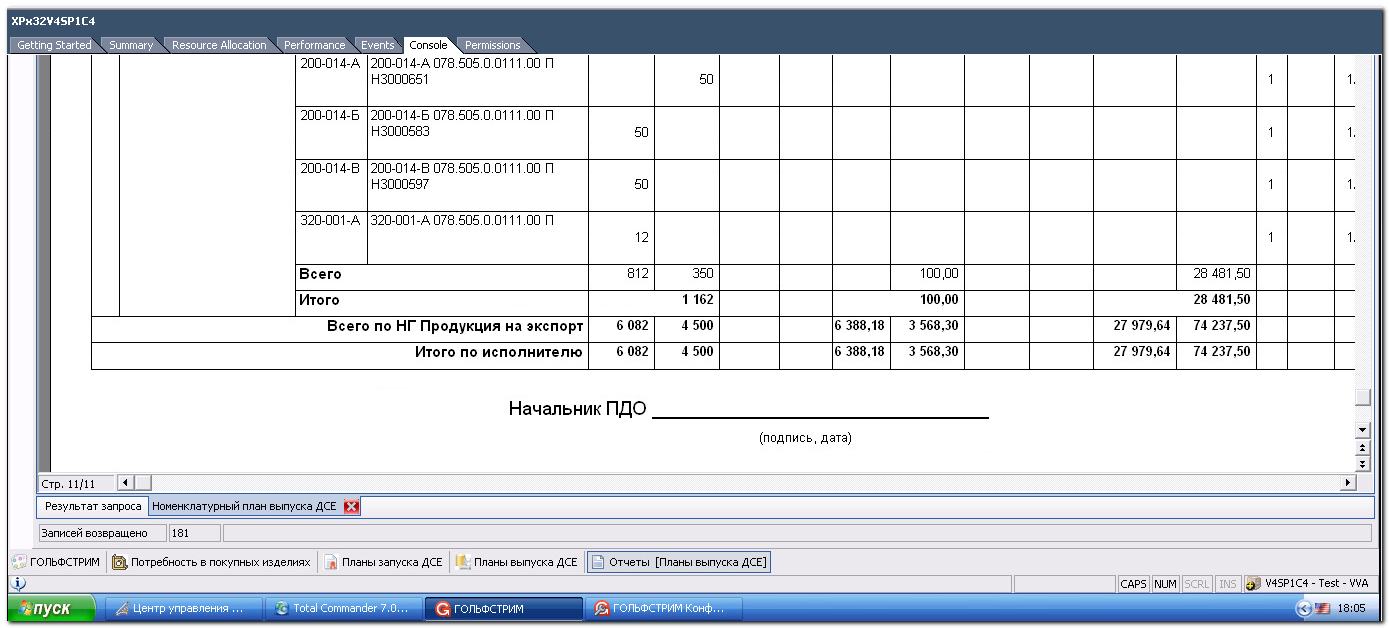 XPx32V4SP1C4
Getting Started Summary Resource Allocation Performance Events Console Permissions
200-014-А 200-014-А 078.505.0.0111.00 П
Н3000651 50 1 1.
200-014-Б 200-014-Б 078.505.0.0111.00 П
Н3000583 50 1 1.
200-014-В 200-014-В 078.505.0.0111.00 П
Н3000597 50 1 1.
320-001-А 320-001-А 078.505.0.0111.00 П
12 1 1.
Всего 812 350 100,00 28 481,50
Итого 1 162 100,00 28 481,50
Всего по НГ Продукция на экспорт 6 082 4 500 6 388,18 3 568,30 27 979,64 74 237,50
Итого по исполнителю 6 082 4 500 6 388,18 3 568,30 27 979,64 74 237,50
Начальник ПДО
(подпись, дата)
Стр. 11/11
Результат запроса Номенклатурный план выпуска ДСЕ
Записей возвращено 181
ГОЛЬФСТРИМ Потребность в покупных изделиях Планы запуска ДСЕ Планы выпуска ДСЕ Отчеты [Планы выпуска ДСЕ]
CAPS NUM SCRL INS V4SP1C4 - Test - VVA
пуск Центр управления ... Total Commander 7.0... ГОЛЬФСТРИМ ГОЛЬФСТРИМ Конф... 18:05